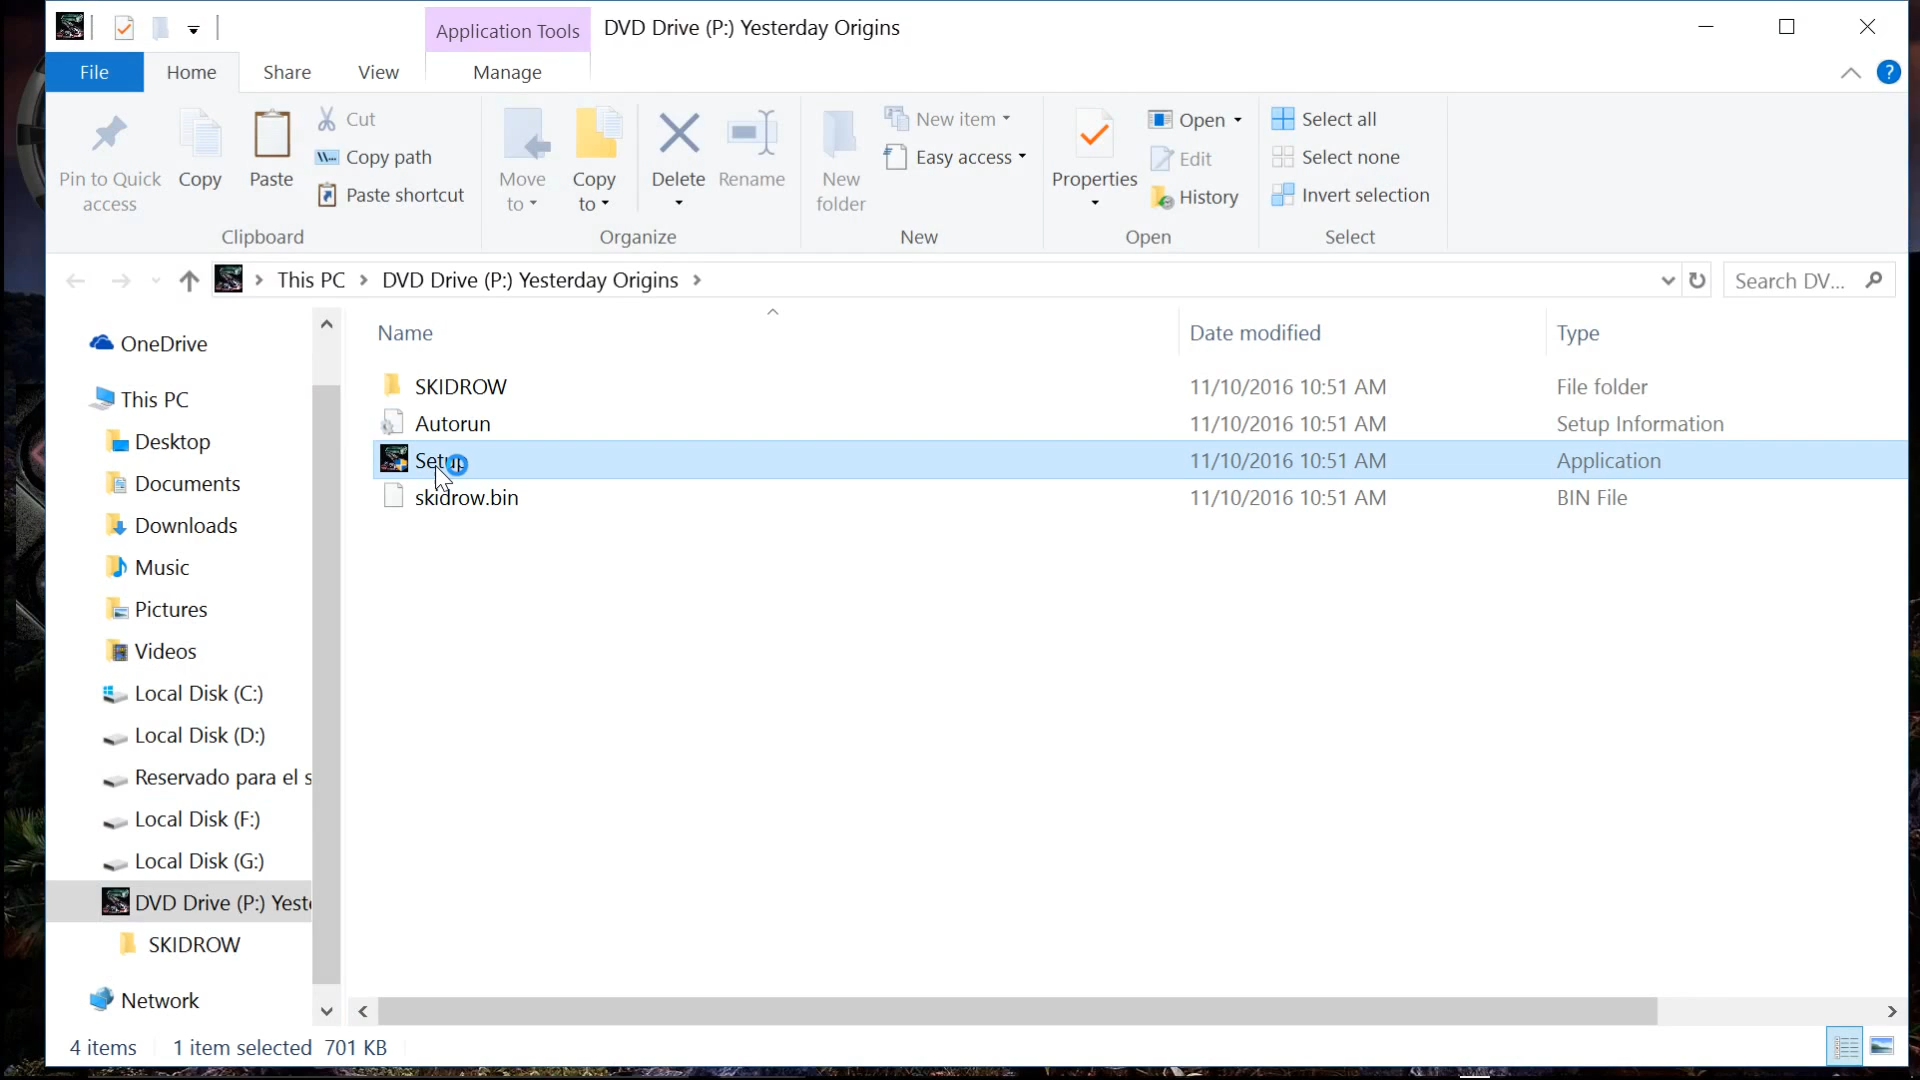 Application Tools
DVD Drive (P:) Yesterday Origins
File
Home
Share
View
Manage
?
Pin to Quick access
Copy
Paste
Cut
Copy path
Paste shortcut
Clipboard
Move to
Copy to
Delete
Rename
Organize
New folder
New item
Easy access
New
Properties
Open
Edit
History
Open
Select all
Select none
Invert selection
Select
This PC > DVD Drive (P:) Yesterday Origins >
Search DV...
Name
Date modified
Type
SKIDROW 11/10/2016 10:51 AM File folder
Autorun 11/10/2016 10:51 AM Setup Information
Setup 11/10/2016 10:51 AM Application
skidrow.bin 11/10/2016 10:51 AM BIN File
OneDrive
This PC
Desktop
Documents
Downloads
Music
Pictures
Videos
Local Disk (C:)
Local Disk (D:)
Reservado para el s
Local Disk (F:)
Local Disk (G:)
DVD Drive (P:) Yest
SKIDROW
Network
4 items
1 item selected 701 KB